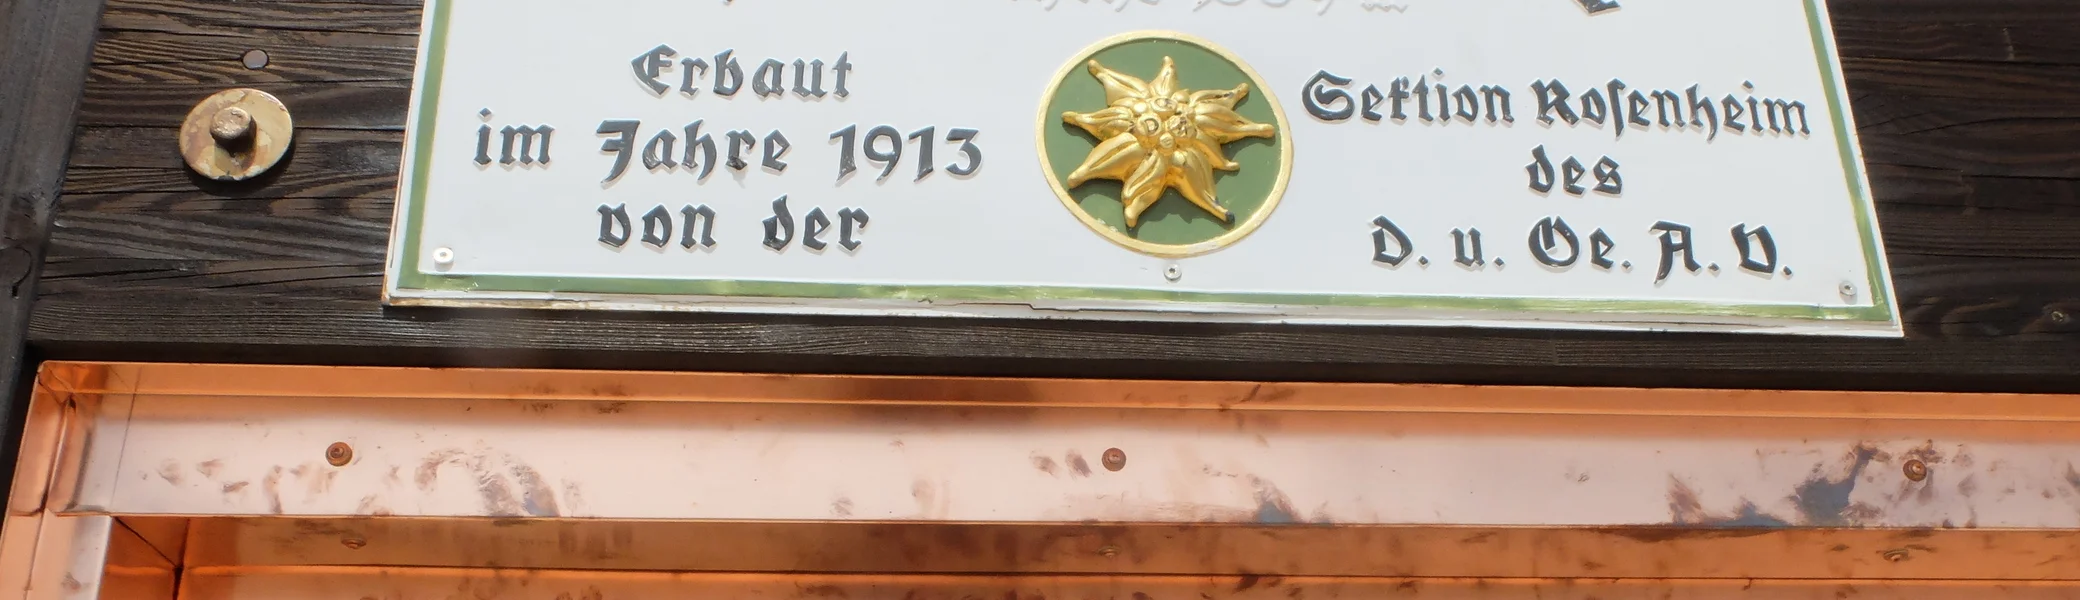 Erbaut
im Jahre 1913
von der
Sektion Rosenheim
des
D. u. Oe. A. V.